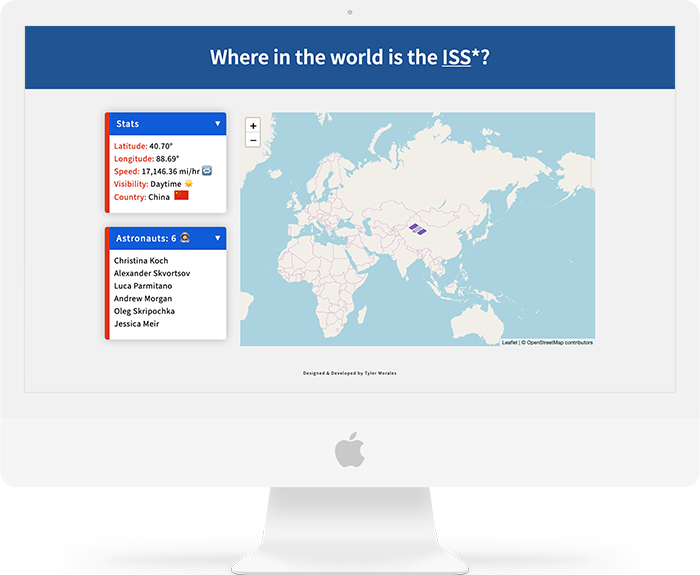 Where in the world is the ISS*?
Stats ▼
Latitude: 40.70°
Longitude: 88.69°
Speed: 17,146.36 mi/hr
Visibility: Daytime
Country: China
Astronauts: 6 ▼
Christina Koch
Alexander Skvortsov
Luca Parmitano
Andrew Morgan
Oleg Skripochka
Jessica Meir
+
−
Leaflet | © OpenStreetMap contributors
Designed & Developed by Tyler Morales